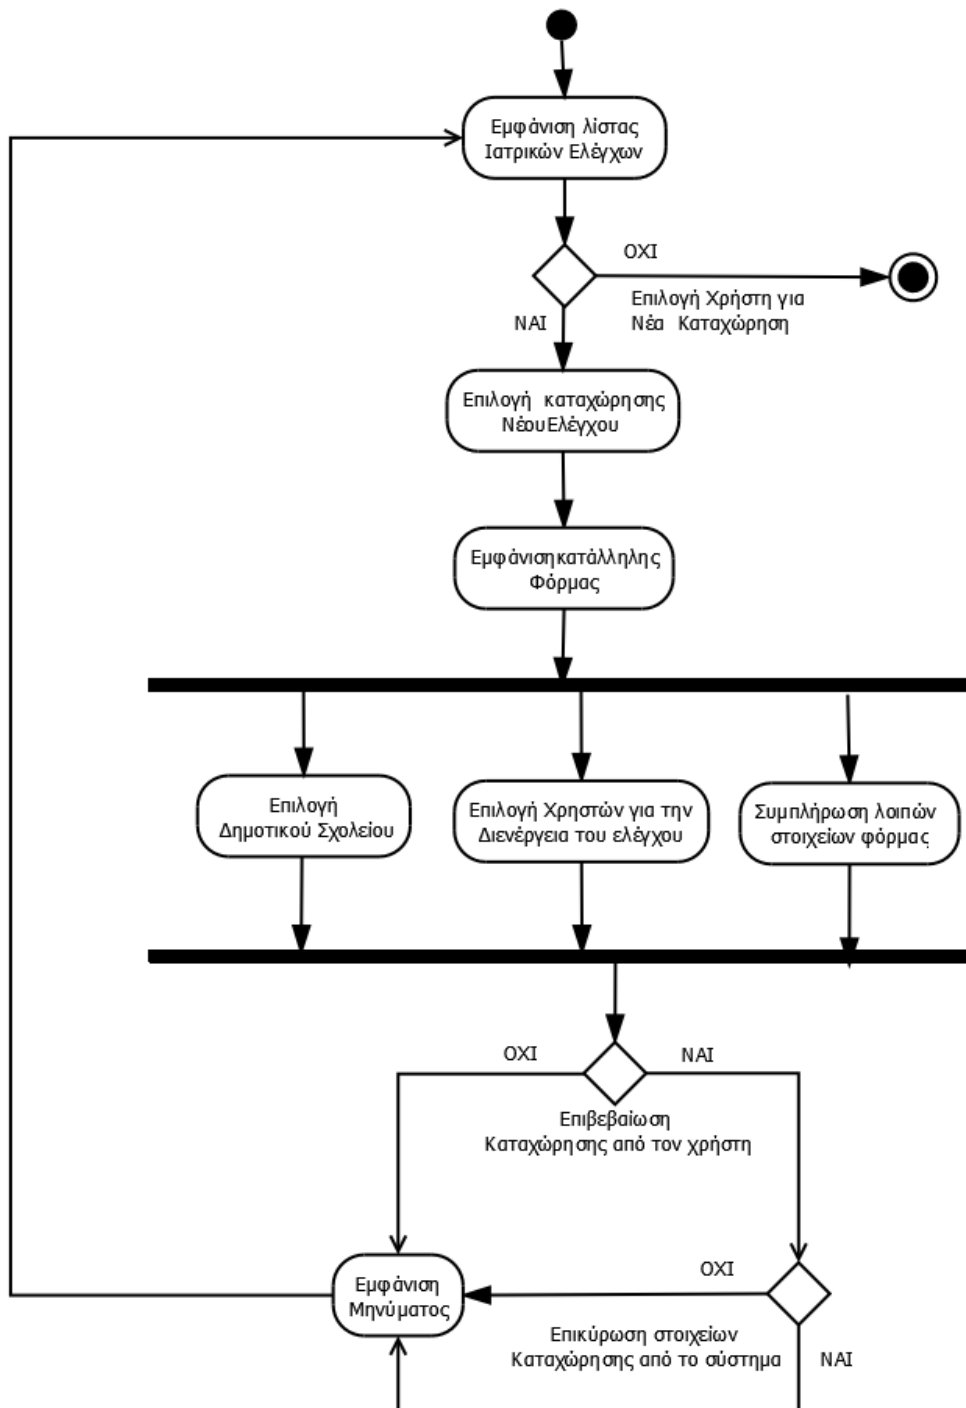 Εμφάνιση λίστας
Ιατρικών Ελέγχων
ΟΧΙ
Επιλογή Χρήστη για
Νέα Καταχώρηση
ΝΑΙ
Επιλογή καταχώρησης
ΝέουΕλέγχου
Εμφάνισηκατάλληλης
Φόρμας
Επιλογή
Δημοτικού Σχολείου
Επιλογή Χρηστών για την
Διενέργεια του ελέγχου
Συμπλήρωση λοιπών
στοιχείων φόρμας
ΟΧΙ
ΝΑΙ
Επιβεβαίωση
Καταχώρησης από τον χρήστη
Εμφάνιση
Μηνύματος
ΟΧΙ
Επικύρωση στοιχείων
Καταχώρησης από το σύστημα
ΝΑΙ